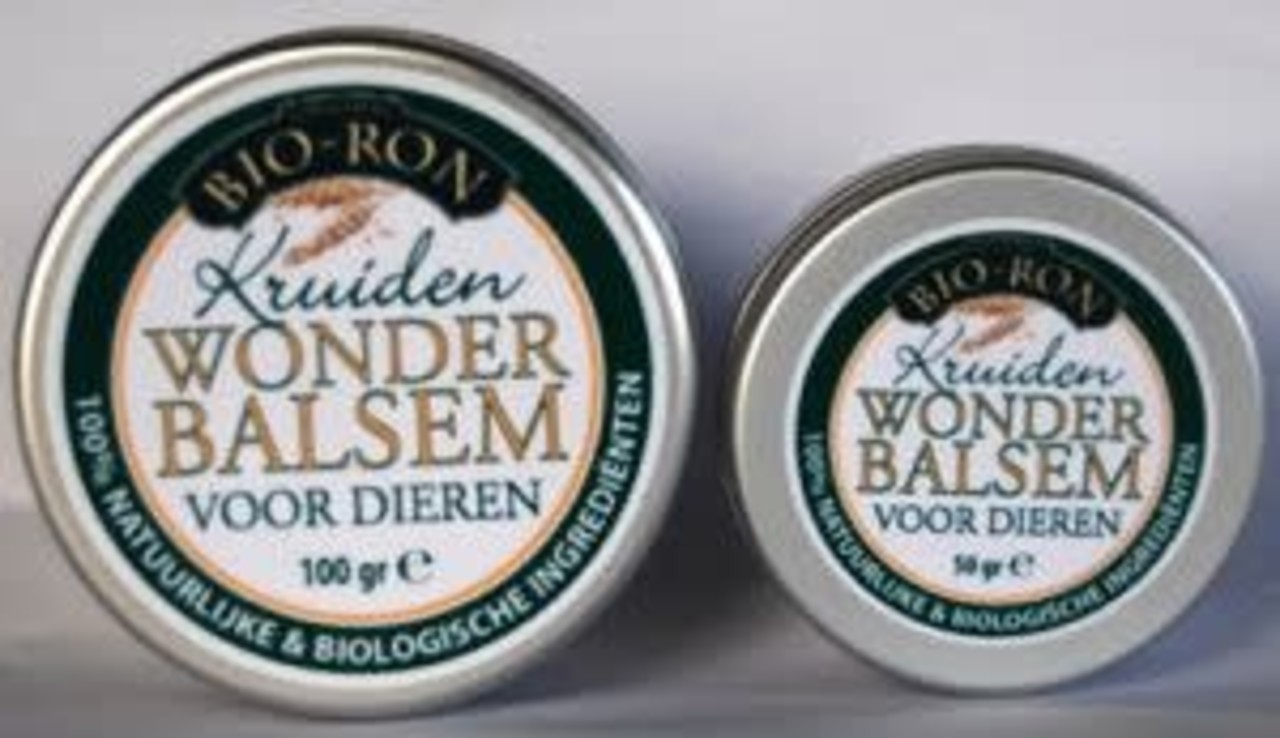 BIO-RON
Kruiden
WONDER
BALSEM
VOOR DIEREN
100 gr ℮
100% NATUURLIJKE & BIOLOGISCHE INGREDIENTEN
BIO-RON
Kruiden
WONDER
BALSEM
VOOR DIEREN
50 gr ℮
100% NATUURLIJKE & BIOLOGISCHE INGREDIENTEN